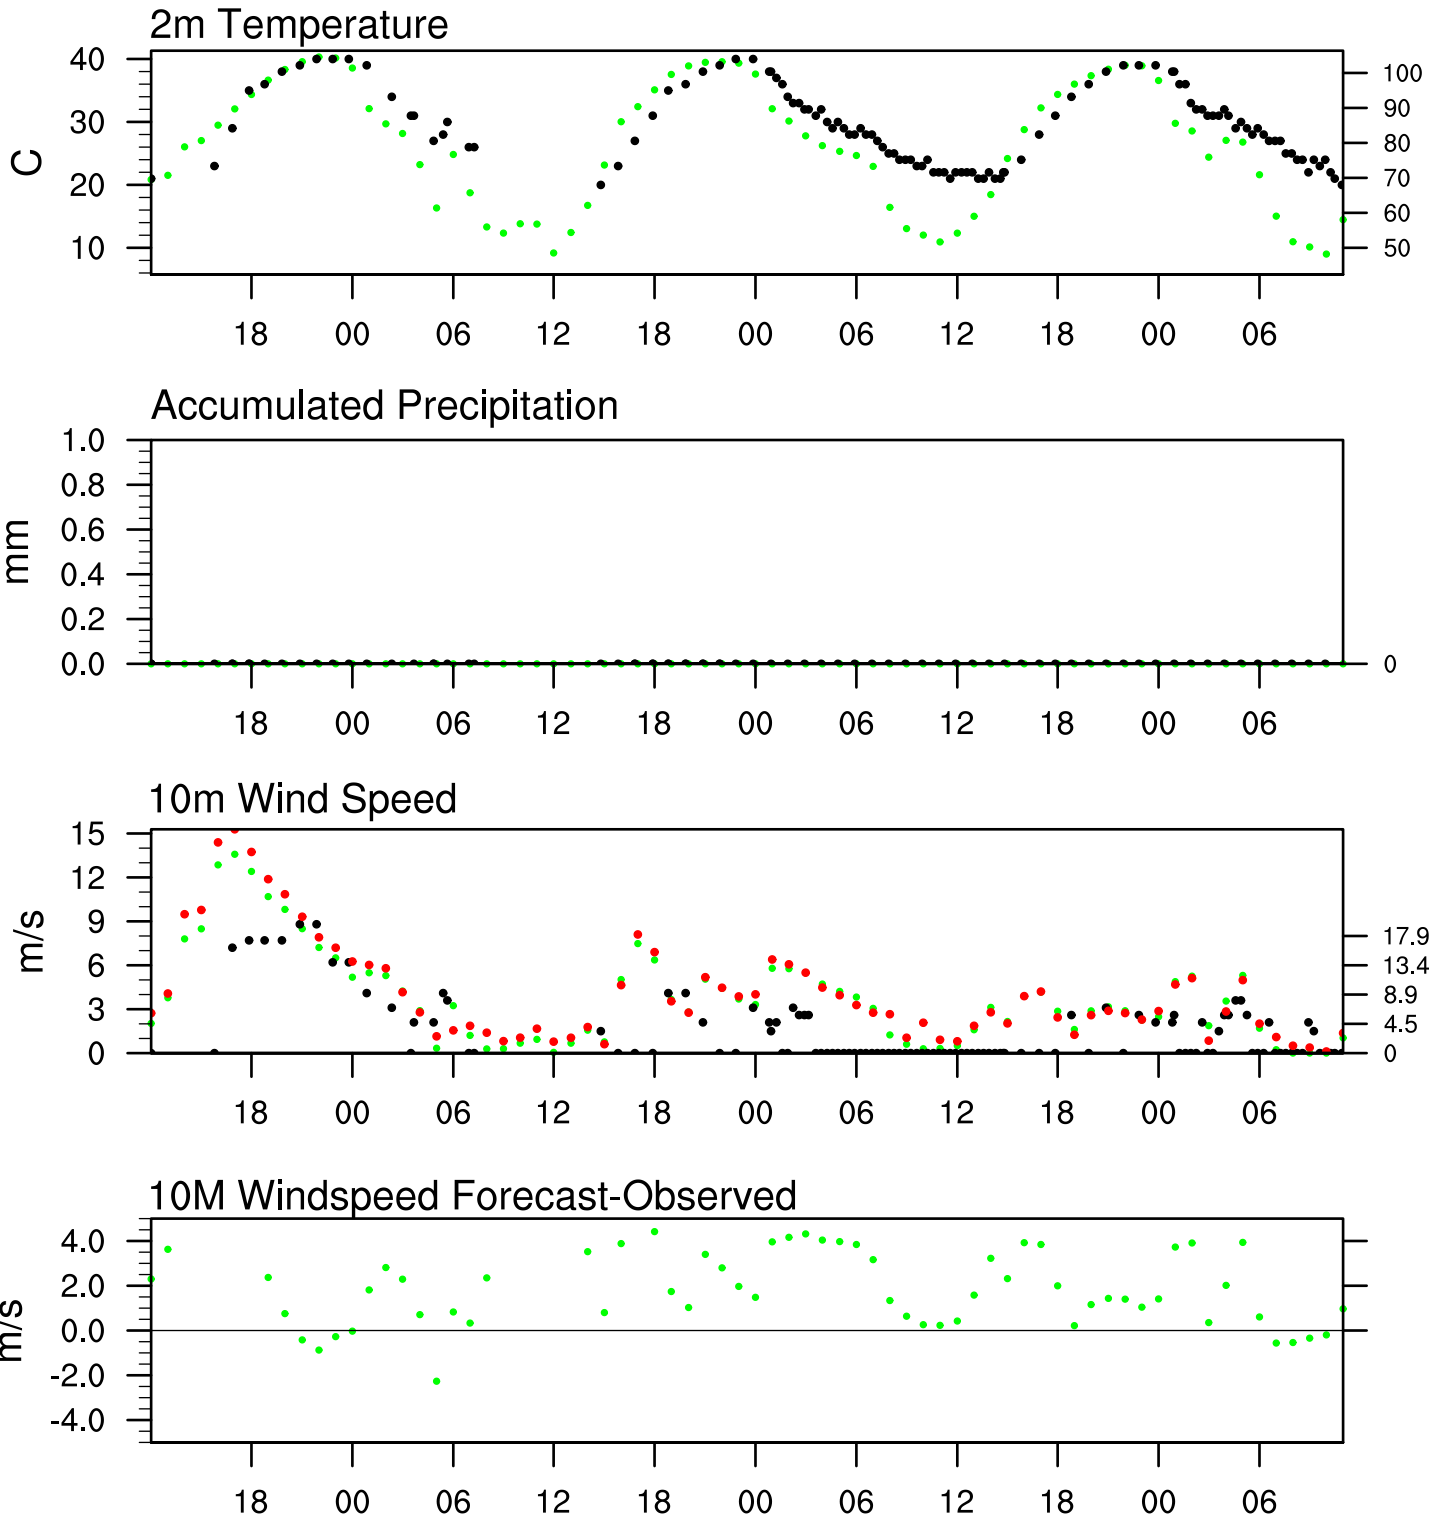 2m Temperature
40
30
20
10
C
100
90
80
70
60
50
18 00 06 12 18 00 06 12 18 00 06
Accumulated Precipitation
1.0
0.8
0.6
0.4
0.2
0.0
mm
0
18 00 06 12 18 00 06 12 18 00 06
10m Wind Speed
15
12
9
6
3
0
m/s
17.9
13.4
8.9
4.5
0
18 00 06 12 18 00 06 12 18 00 06
10M Windspeed Forecast-Observed
4.0
2.0
0.0
-2.0
-4.0
m/s
18 00 06 12 18 00 06 12 18 00 06